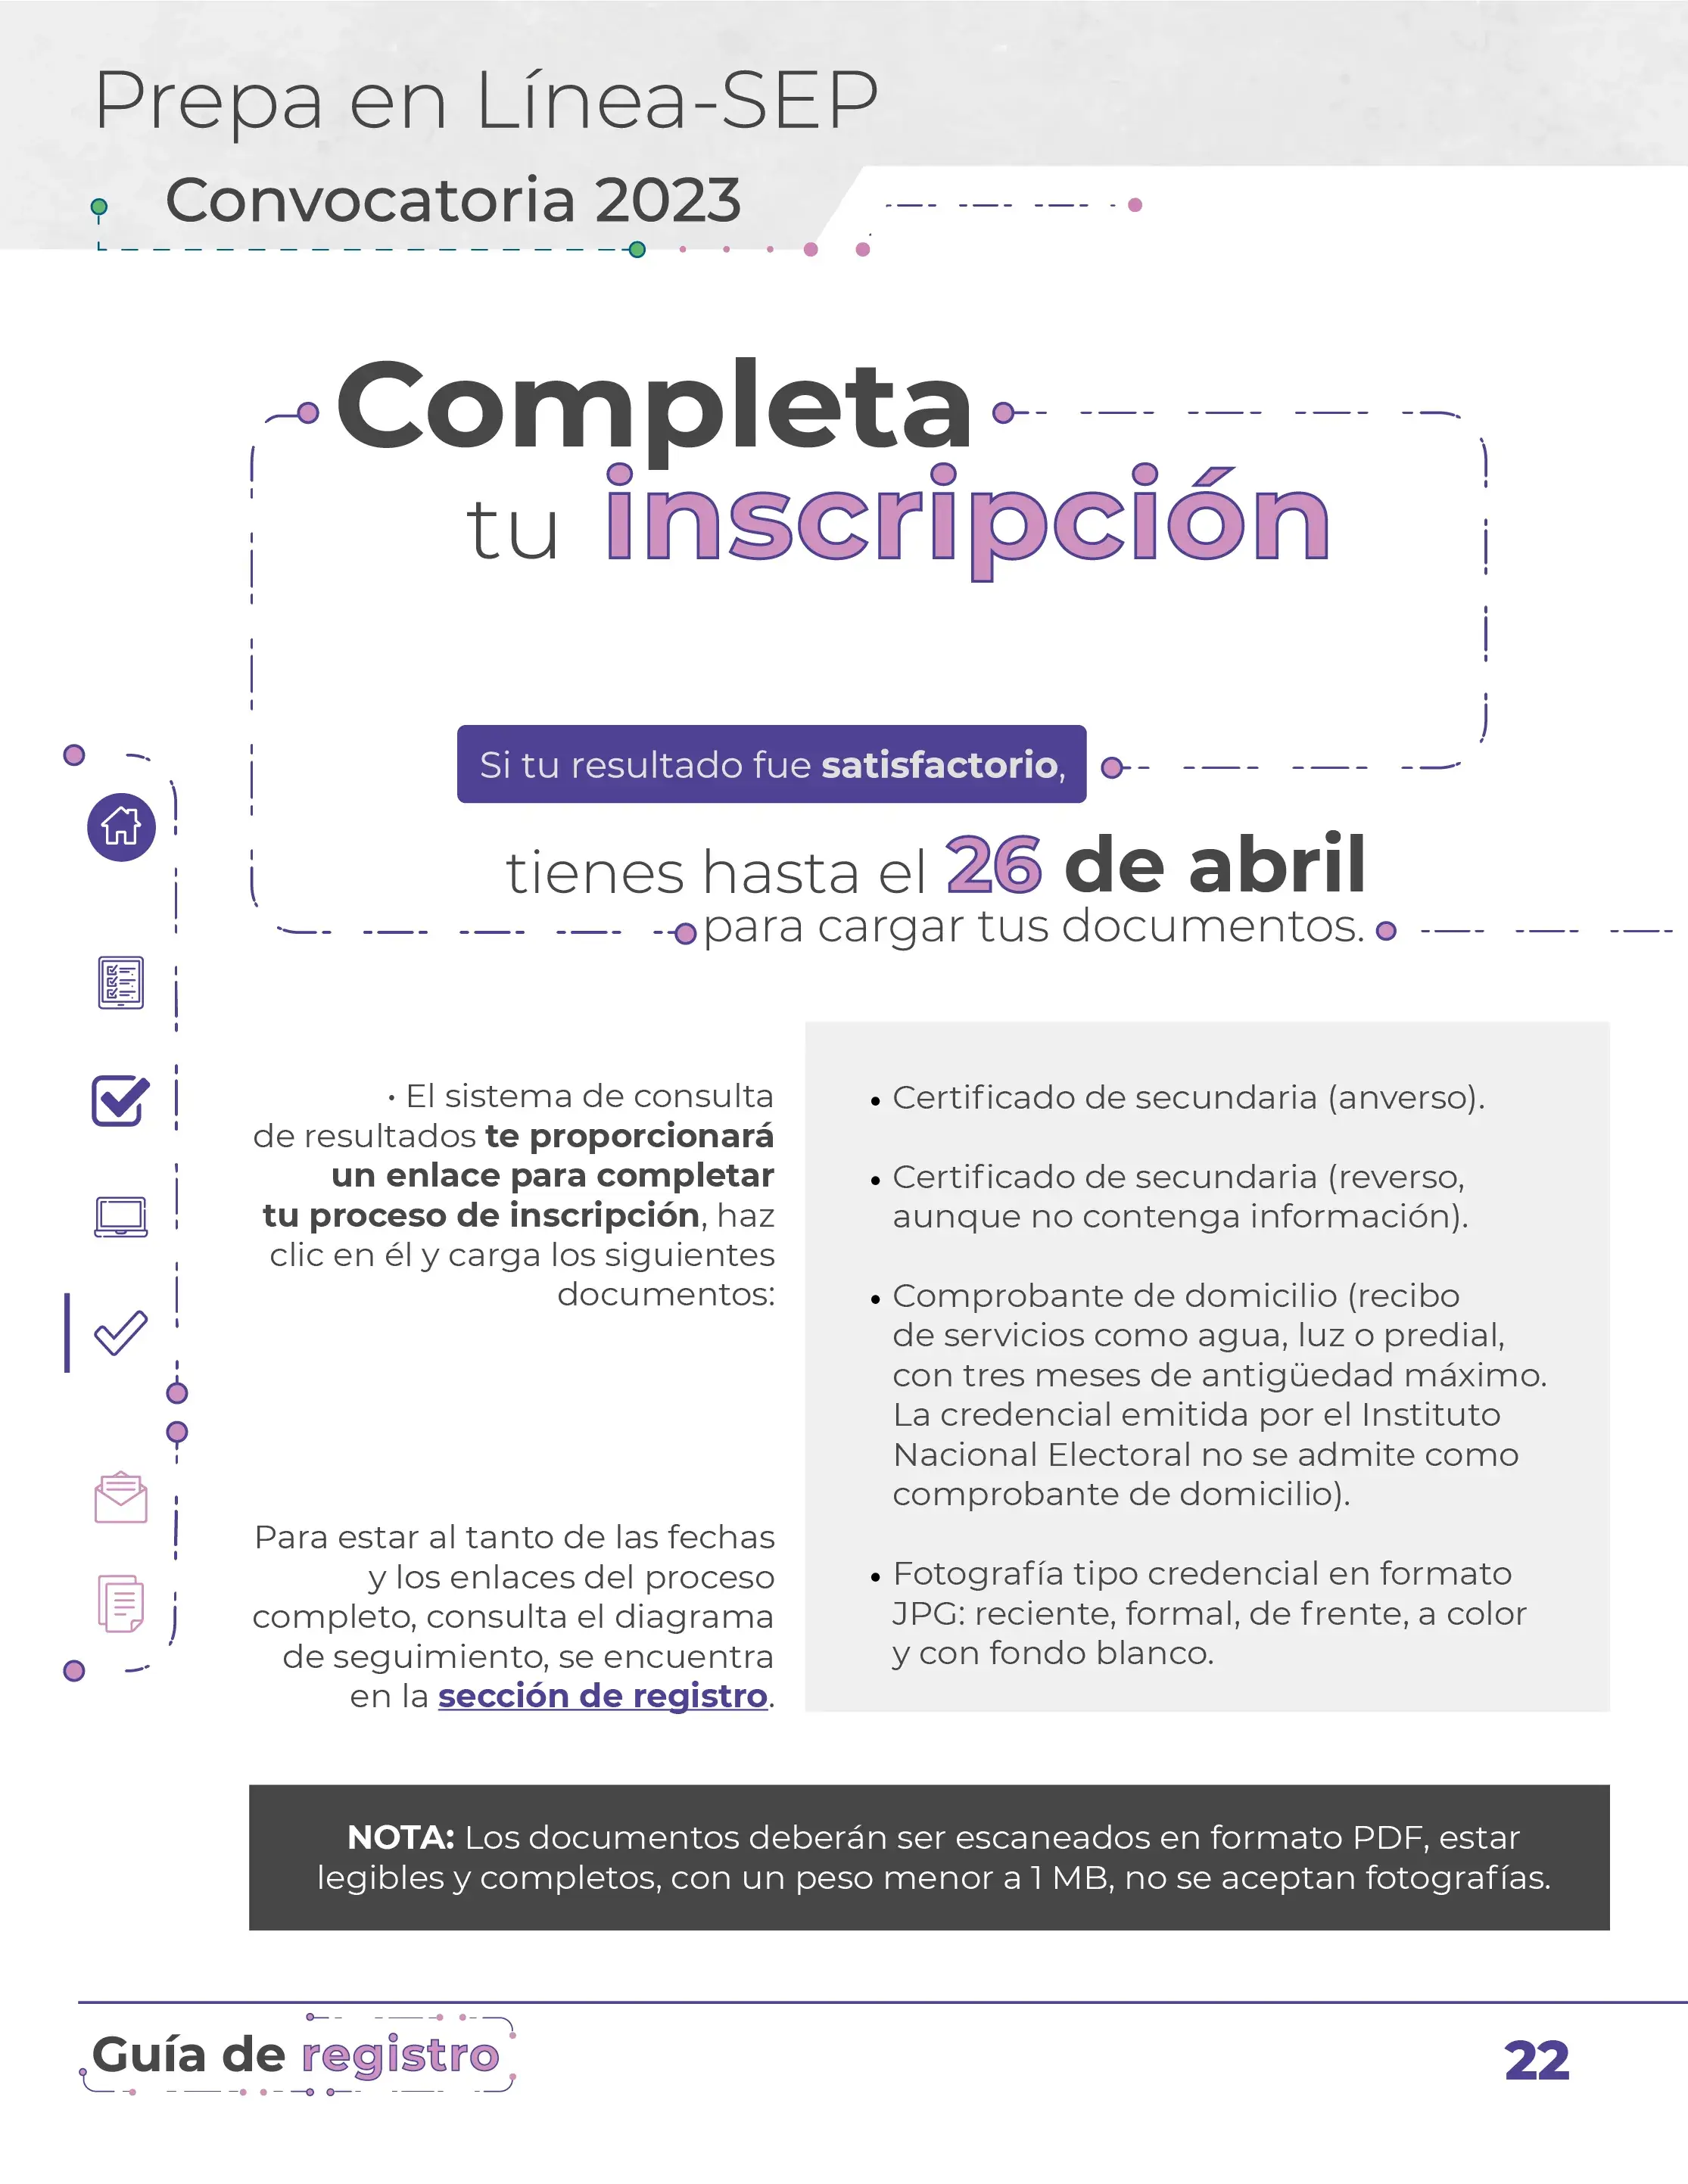 Prepa en Línea-SEP
Convocatoria 2023
Completa
tu inscripción
Si tu resultado fue satisfactorio,
tienes hasta el 26 de abril
para cargar tus documentos.
• El sistema de consulta
de resultados te proporcionará
un enlace para completar
tu proceso de inscripción, haz
clic en él y carga los siguientes
documentos:
Para estar al tanto de las fechas
y los enlaces del proceso
completo, consulta el diagrama
de seguimiento, se encuentra
en la sección de registro.
• Certificado de secundaria (anverso).
• Certificado de secundaria (reverso,
aunque no contenga información).
• Comprobante de domicilio (recibo
de servicios como agua, luz o predial,
con tres meses de antigüedad máximo.
La credencial emitida por el Instituto
Nacional Electoral no se admite como
comprobante de domicilio).
• Fotografía tipo credencial en formato
JPG: reciente, formal, de frente, a color
y con fondo blanco.
NOTA: Los documentos deberán ser escaneados en formato PDF, estar
legibles y completos, con un peso menor a 1 MB, no se aceptan fotografías.
Guía de registro
22